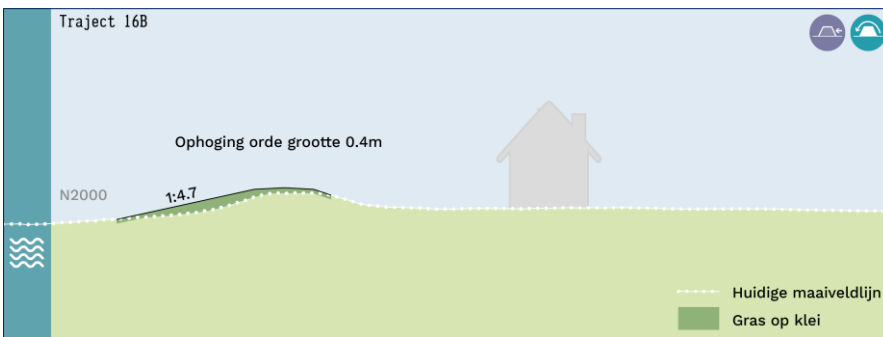 Traject 16B
Ophoging orde grootte 0.4m
1:4.7
N2000
Huidige maaiveldlijn
Gras op klei